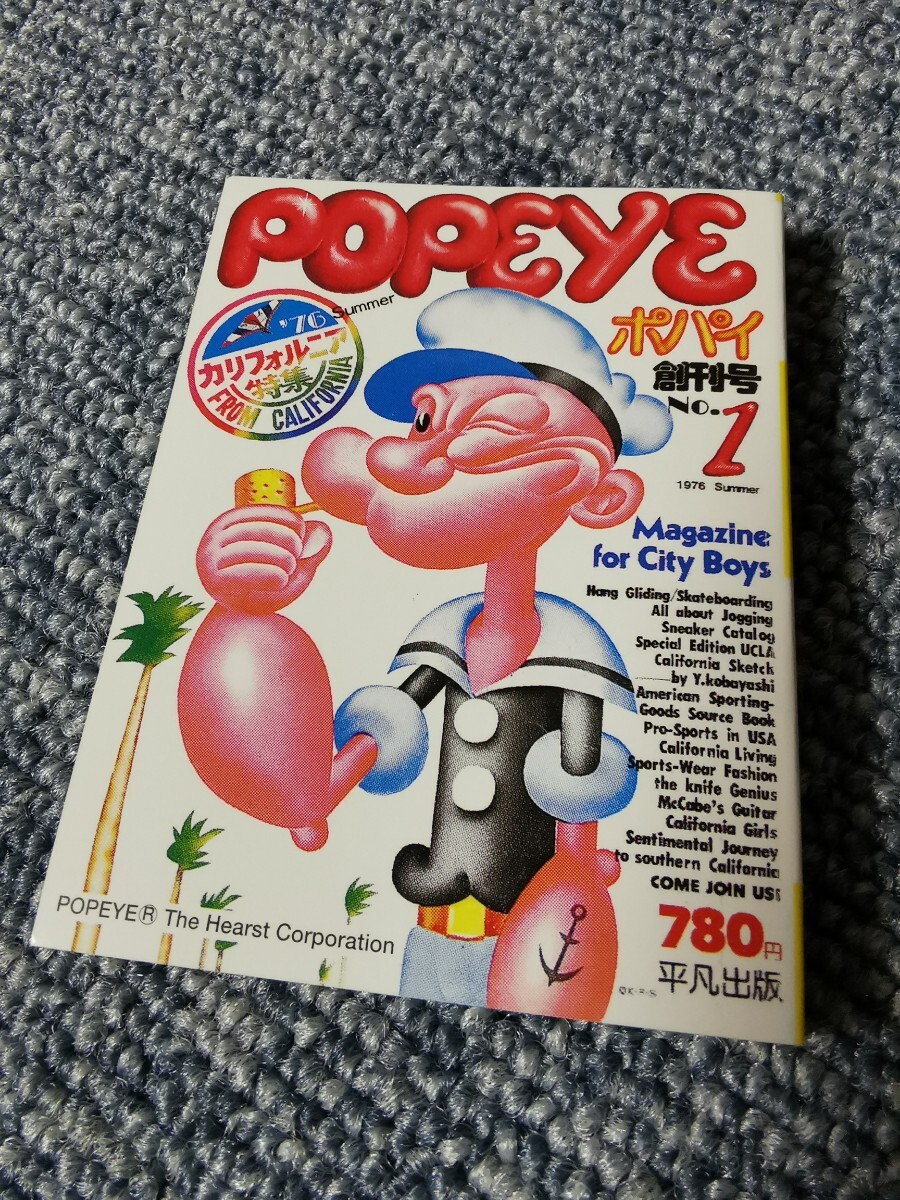 POPEYE
'76 Summer
カリフォルニア
特集
FROM CALIFORNIA
ポパイ
創刊号
No.1
1976 Summer
Magazine
for City Boys
Hang Gliding/Skateboarding
All about Jogging
Sneaker Catalog
Special Edition UCLA
California Sketch
by Y.kobayashi
American Sporting-
Goods Source Book
Pro-Sports in USA
California Living
Sports-Wear Fashion
the knife Genius
McCabe's Guitar
California Girls
Sentimental Journey
to southern California
COME JOIN US!
780円
平凡出版
POPEYE® The Hearst Corporation